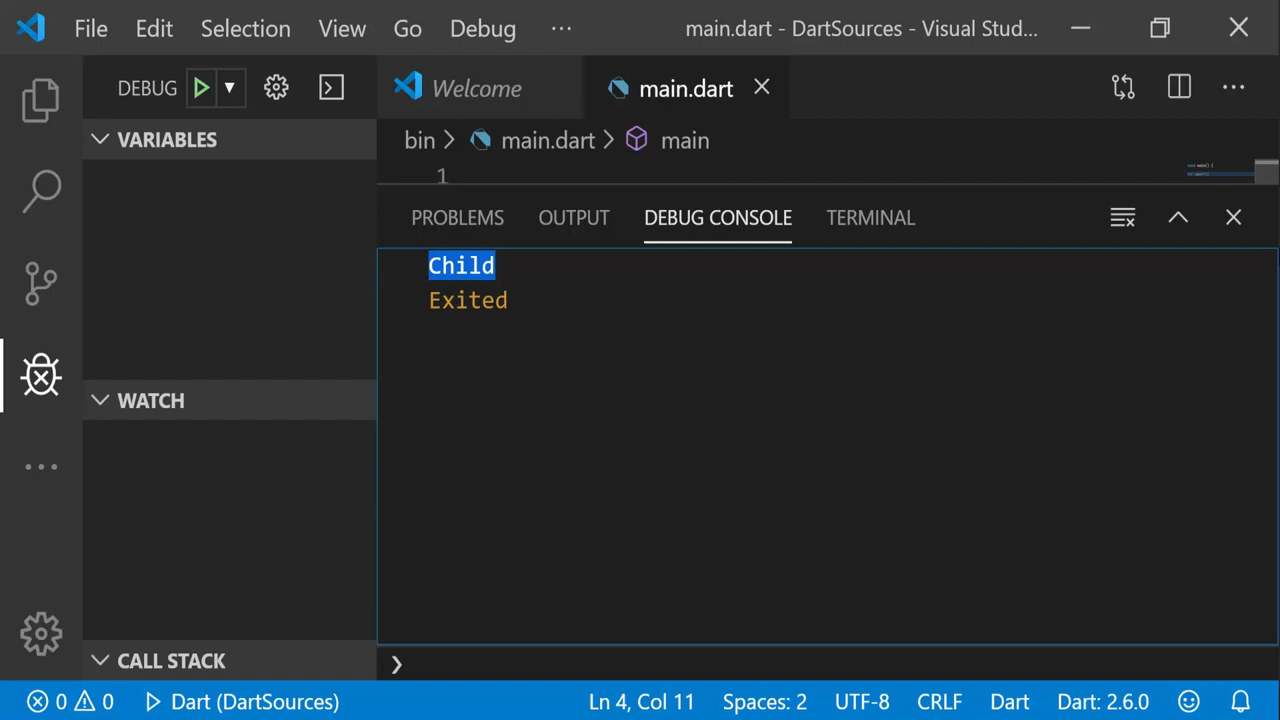 File Edit Selection View Go Debug ··· main.dart - DartSources - Visual Stud...
DEBUG
Welcome main.dart
VARIABLES
bin > main.dart > main
1
PROBLEMS OUTPUT DEBUG CONSOLE TERMINAL
Child
Exited
WATCH
CALL STACK
0 0 Dart (DartSources) Ln 4, Col 11 Spaces: 2 UTF-8 CRLF Dart Dart: 2.6.0